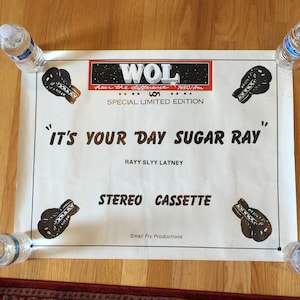 WOL
hear the difference 1450/Am
SPECIAL LIMITED EDITION
"IT'S YOUR DAY SUGAR RAY"
RAYY SLYY LATNEY
STEREO CASSETTE
Small Fry Productions